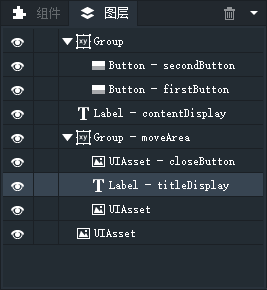 组件 图层
Group
Button - secondButton
Button - firstButton
Label - contentDisplay
Group - moveArea
UIAsset - closeButton
Label - titleDisplay
UIAsset
UIAsset